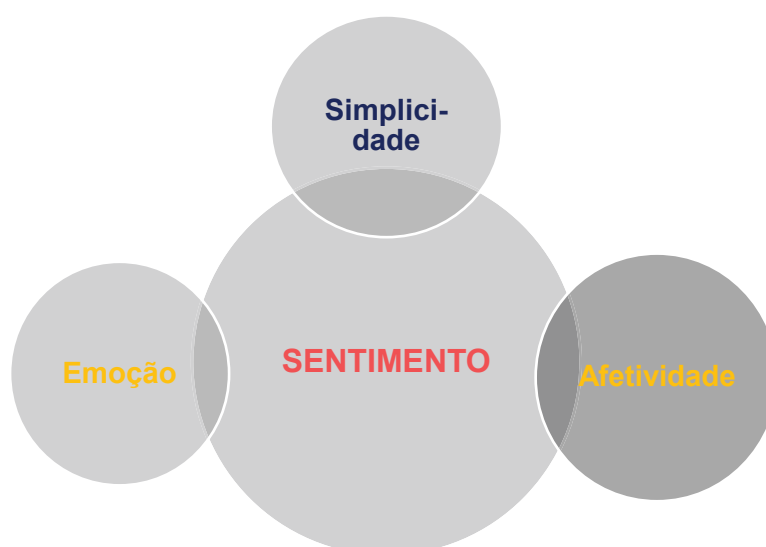 Simplici-
dade
Emoção
SENTIMENTO
Afetividade